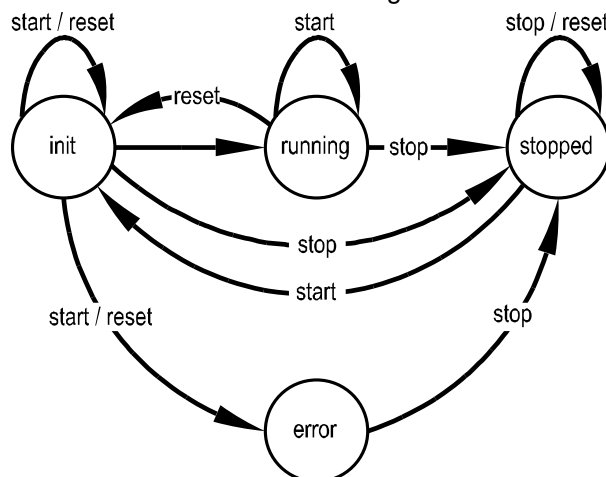 start / reset
start
stop / reset
reset
init
running
stop
stopped
stop
start
start / reset
stop
error